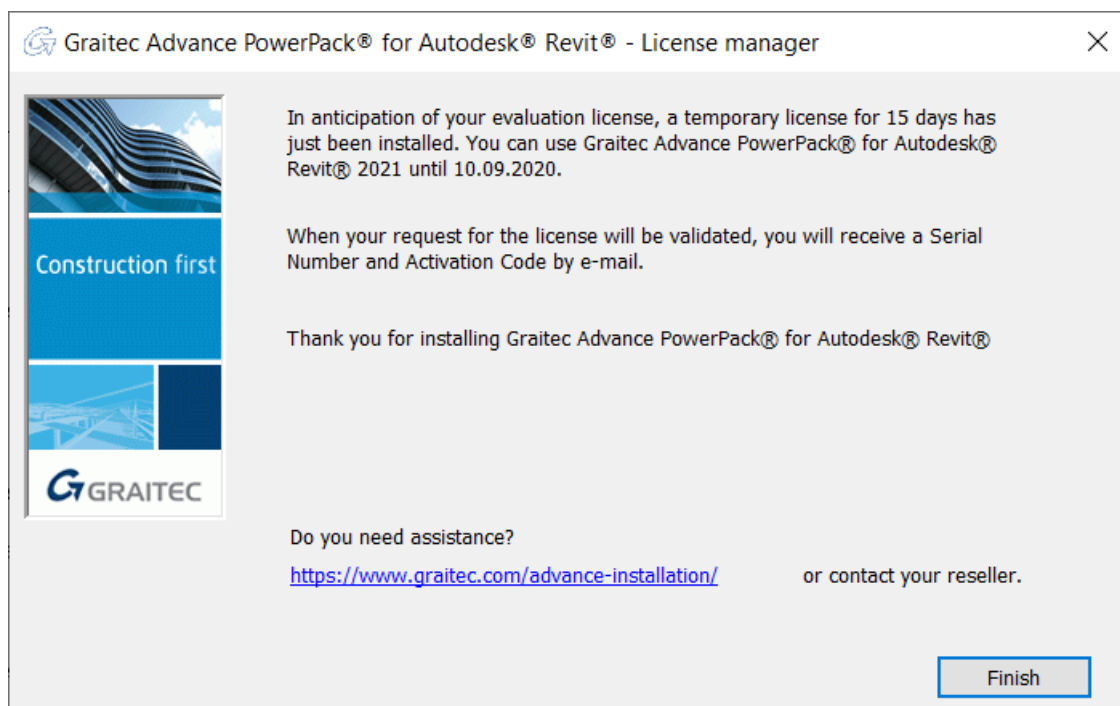 Graitec Advance PowerPack® for Autodesk® Revit® - License manager
In anticipation of your evaluation license, a temporary license for 15 days has
just been installed. You can use Graitec Advance PowerPack® for Autodesk®
Revit® 2021 until 10.09.2020.
When your request for the license will be validated, you will receive a Serial
Number and Activation Code by e-mail.
Construction first
Thank you for installing Graitec Advance PowerPack® for Autodesk® Revit®
GRAITEC
Do you need assistance?
https://www.graitec.com/advance-installation/ or contact your reseller.
Finish